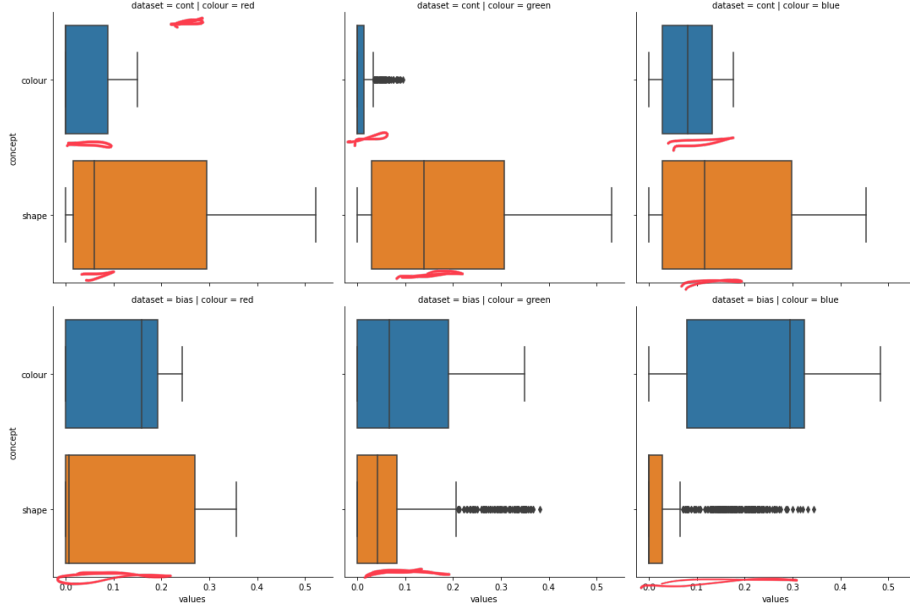 dataset = cont | colour = red
dataset = cont | colour = green
dataset = cont | colour = blue
colour
concept
shape
dataset = bias | colour = red
dataset = bias | colour = green
dataset = bias | colour = blue
colour
concept
shape
0.0 0.1 0.2 0.3 0.4 0.5
values
0.0 0.1 0.2 0.3 0.4 0.5
values
0.0 0.1 0.2 0.3 0.4 0.5
values